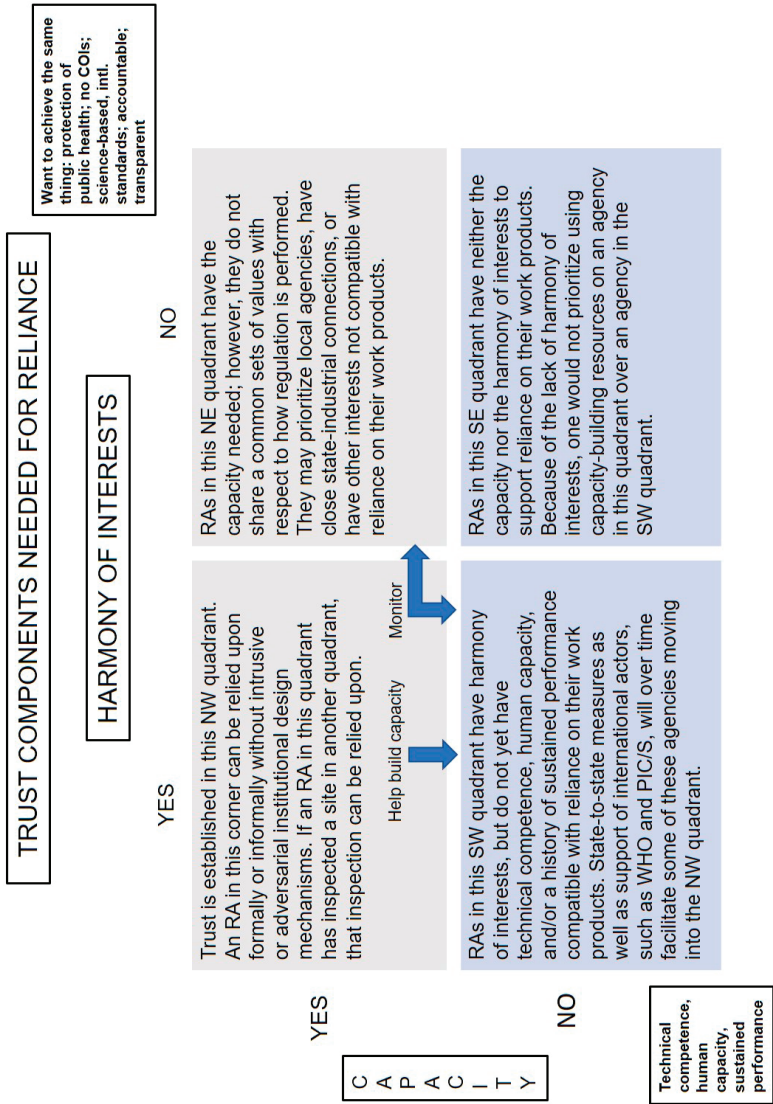 TRUST COMPONENTS NEEDED FOR RELIANCE
HARMONY OF INTERESTS
Want to achieve the same
thing: protection of
public health; no COIs;
science-based, intl.
standards; accountable;
transparent
YES
NO
C
A
P
A
C
I
T
Y
YES
Trust is established in this NW quadrant.
An RA in this corner can be relied upon
formally or informally without intrusive
or adversarial institutional design
mechanisms. If an RA in this quadrant
has inspected a site in another quadrant,
that inspection can be relied upon.
Help build capacity
Monitor
RAs in this NE quadrant have the
capacity needed; however, they do not
share a common sets of values with
respect to how regulation is performed.
They may prioritize local agencies, have
close state-industrial connections, or
have other interests not compatible with
reliance on their work products.
NO
RAs in this SW quadrant have harmony
of interests, but do not yet have
technical competence, human capacity,
and/or a history of sustained performance
compatible with reliance on their work
products. State-to-state measures as
well as support of international actors,
such as WHO and PIC/S, will over time
facilitate some of these agencies moving
into the NW quadrant.
RAs in this SE quadrant have neither the
capacity nor the harmony of interests to
support reliance on their work products.
Because of the lack of harmony of
interests, one would not prioritize using
capacity-building resources on an agency
in this quadrant over an agency in the
SW quadrant.
Technical
competence,
human
capacity,
sustained
performance